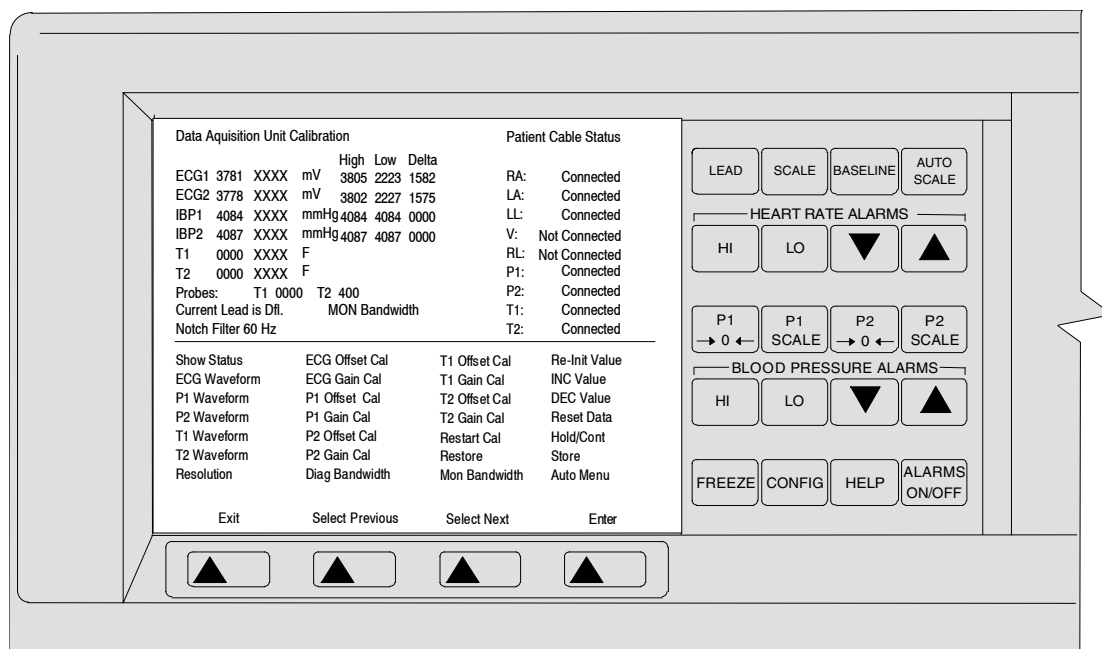 Data Aquisition Unit Calibration
Patient Cable Status
High Low Delta
ECG1 3781 XXXX mV 3805 2223 1582
RA: Connected
ECG2 3778 XXXX mV 3802 2227 1575
LA: Connected
IBP1 4084 XXXX mmHg 4084 4084 0000
LL: Connected
IBP2 4087 XXXX mmHg 4087 4087 0000
V: Not Connected
T1 0000 XXXX F
RL: Not Connected
T2 0000 XXXX F
P1: Connected
Probes: T1 0000 T2 400
P2: Connected
Current Lead is Dfl. MON Bandwidth
T1: Connected
Notch Filter 60 Hz
T2: Connected
Show Status ECG Offset Cal T1 Offset Cal Re-Init Value
ECG Waveform ECG Gain Cal T1 Gain Cal INC Value
P1 Waveform P1 Offset Cal T2 Offset Cal DEC Value
P2 Waveform P1 Gain Cal T2 Gain Cal Reset Data
T1 Waveform P2 Offset Cal Restart Cal Hold/Cont
T2 Waveform P2 Gain Cal Restore Store
Resolution Diag Bandwidth Mon Bandwidth Auto Menu
Exit Select Previous Select Next Enter
LEAD
SCALE
BASELINE
AUTO
SCALE
HEART RATE ALARMS
HI
LO
P1
→ 0 ←
P1
SCALE
P2
→ 0 ←
P2
SCALE
BLOOD PRESSURE ALARMS
HI
LO
FREEZE
CONFIG
HELP
ALARMS
ON/OFF